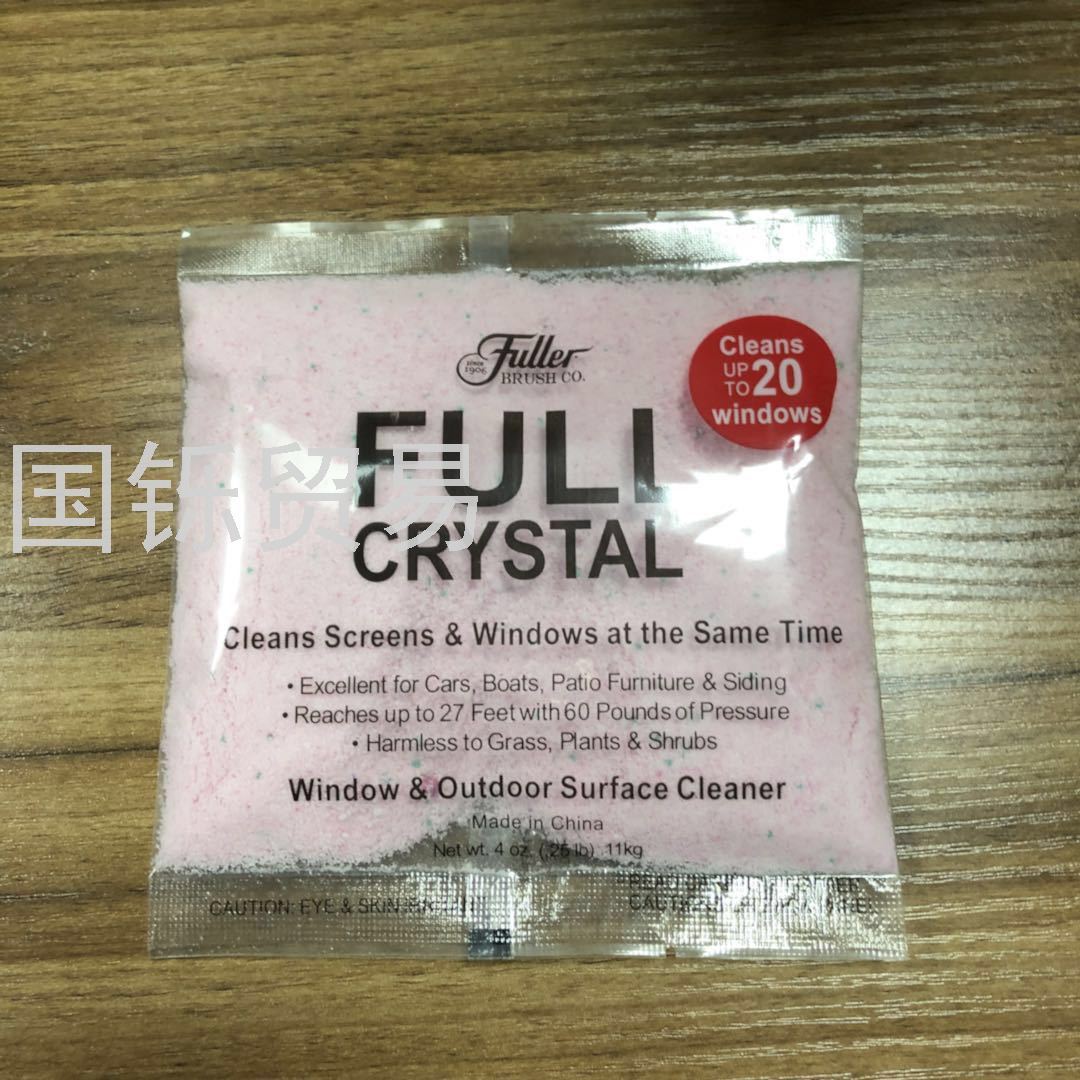 Fuller
since 1906
BRUSH CO.
Cleans
UP TO 20
windows
FULL
CRYSTAL
国铄贸易
Cleans Screens & Windows at the Same Time
• Excellent for Cars, Boats, Patio Furniture & Siding
• Reaches up to 27 Feet with 60 Pounds of Pressure
• Harmless to Grass, Plants & Shrubs
Window & Outdoor Surface Cleaner
Made in China
Net wt. 4 oz. (.25 lb) .11kg
CAUTION: EYE & SKIN